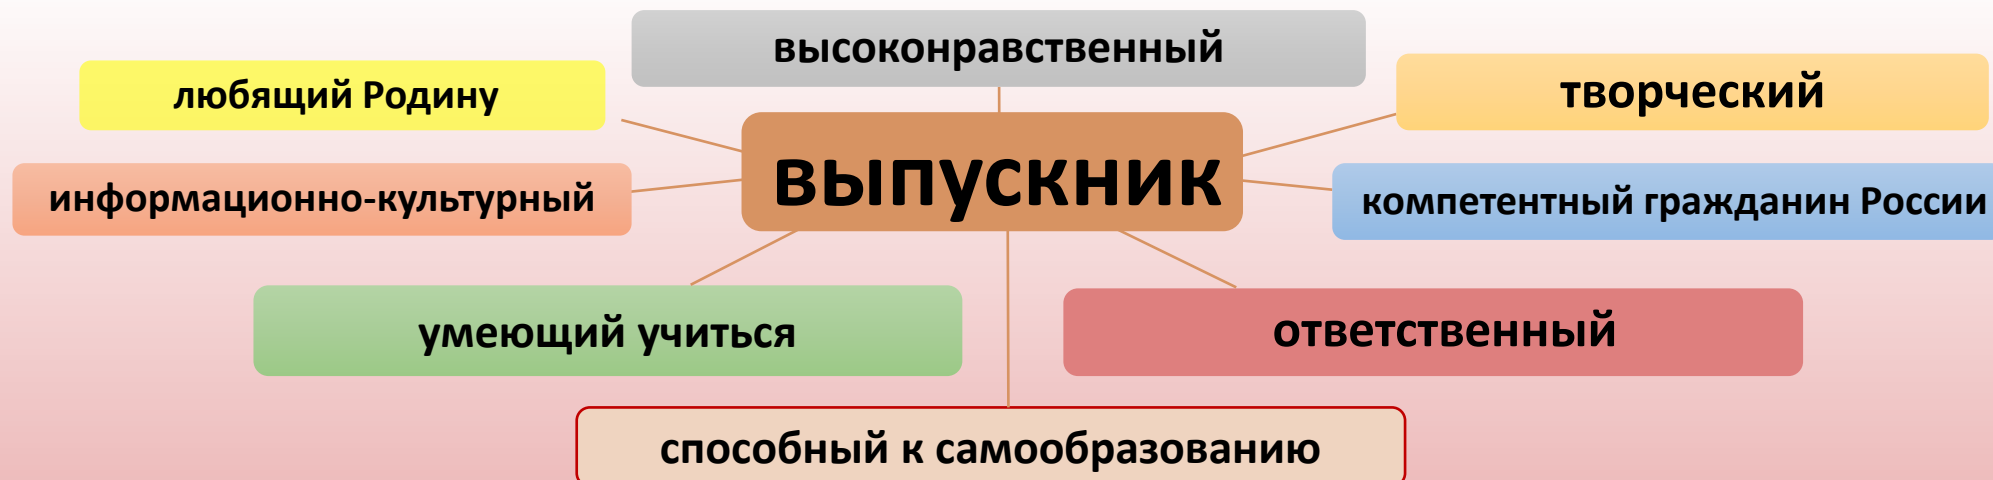 высоконравственный
любящий Родину
творческий
выпускник
информационно-культурный
компетентный гражданин России
умеющий учиться
ответственный
способный к самообразованию